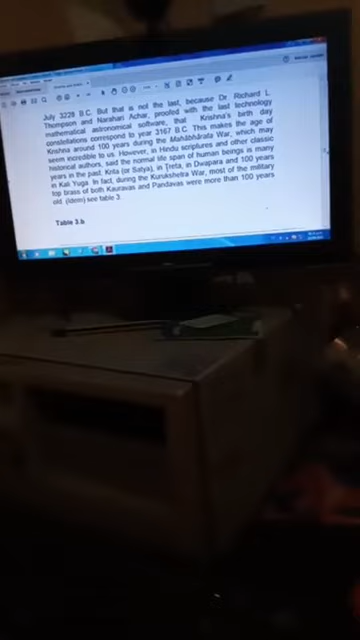 July 3228 B.C. But that is not the last, because Dr. Richard L.
Thompson and Narahari Achar, proofed with the last technology
mathematical astronomical software, that Krishna's birth day
constellations correspond to year 3167 B.C. This makes the age of
Krishna around 100 years during the Mahābhārata War, which may
seem incredible to us. However, in Hindu scriptures and other classic
historical authors, said the normal life span of human beings is many
years in the past. Krita (or Satya), in Treta, in Dwapara and 100 years
in Kali Yuga. In fact, during the Kurukshetra War, most of the military
top brass of both Kauravas and Pandavas were more than 100 years
old. (Idem) see table 3.
Table 3.b